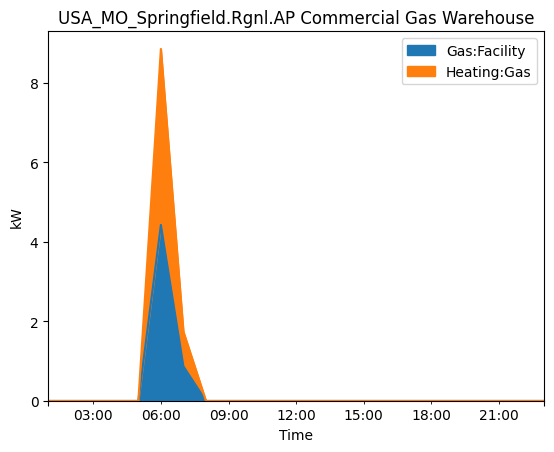 USA_MO_Springfield.Rgnl.AP Commercial Gas Warehouse
Gas:Facility
Heating:Gas
kW
8
6
4
2
0
03:00 06:00 09:00 12:00 15:00 18:00 21:00
Time